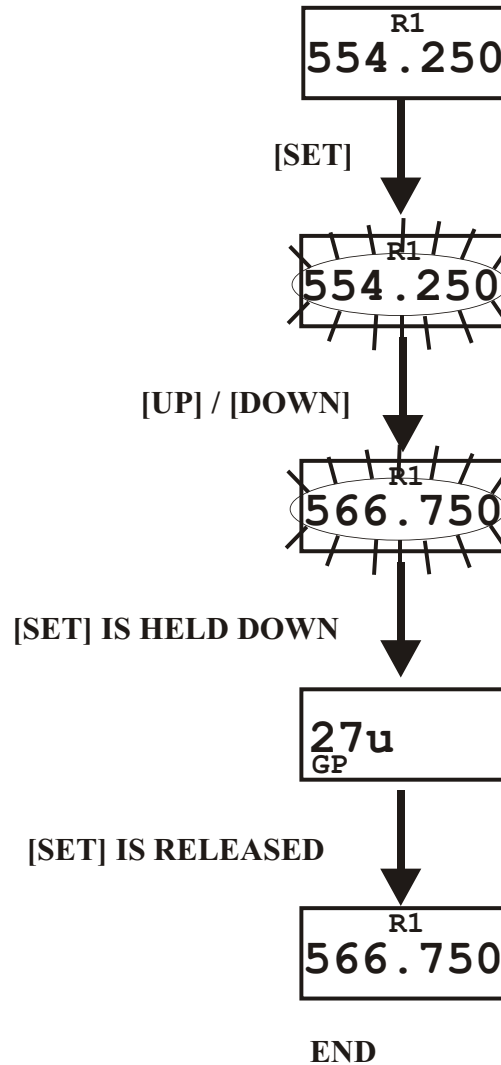 R1
554.250
[SET]
R1
554.250
[UP] / [DOWN]
R1
566.750
[SET] IS HELD DOWN
27u
GP
[SET] IS RELEASED
R1
566.750
END